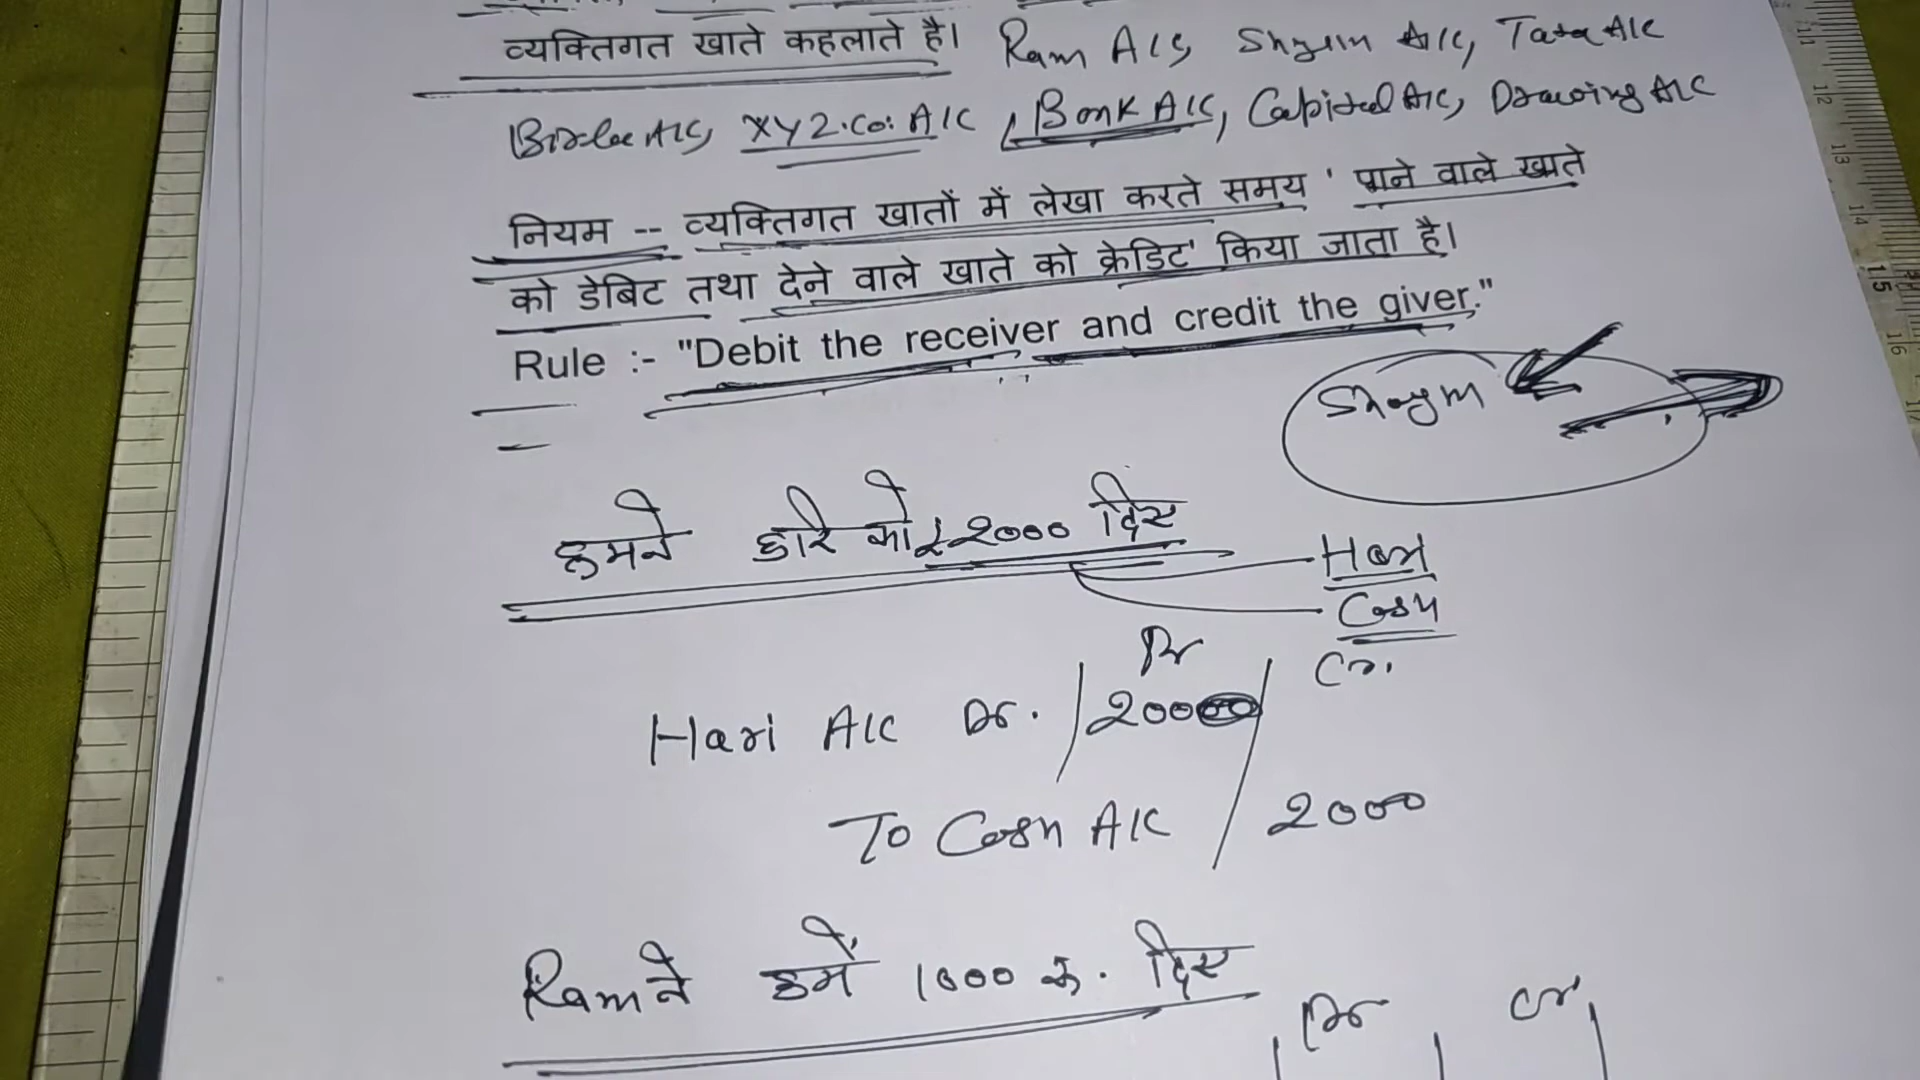 व्यक्तिगत खाते कहलाते है। Ram A/C, Shyam A/C, Tata A/C
Birla A/C, XYZ.Co: A/C, Bank A/C, Capital A/C, Drawing A/C
नियम -- व्यक्तिगत खातों में लेखा करते समय ' पाने वाले खाते
को डेबिट तथा देने वाले खाते को क्रेडिट' किया जाता है।
Rule :- "Debit the receiver and credit the giver."
Shaym
हमने हरि को ₹2000 दिए
Hari
Cash
Dr Cr.
Hari A/C Dr. 2000
To Cash A/C 2000
Ram ने हमें 1000 रु. दिए
Dr Cr